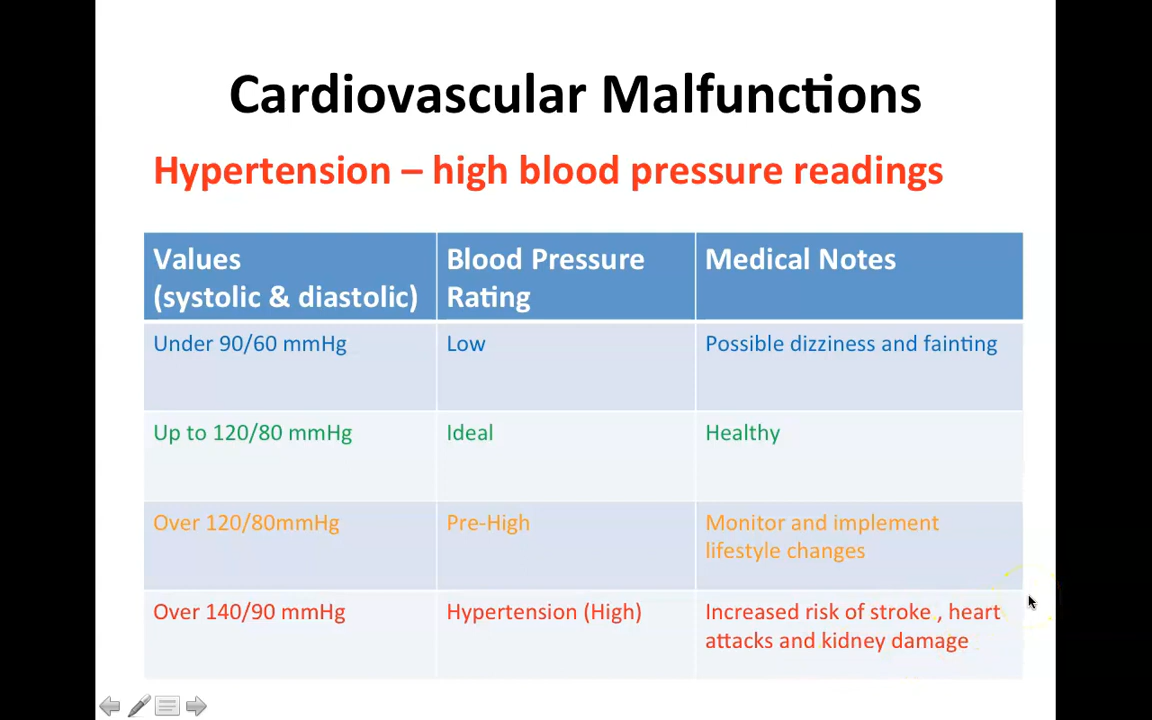 Cardiovascular Malfunctions
Hypertension – high blood pressure readings
Values
(systolic & diastolic)
Blood Pressure
Rating
Medical Notes
Under 90/60 mmHg
Low
Possible dizziness and fainting
Up to 120/80 mmHg
Ideal
Healthy
Over 120/80mmHg
Pre-High
Monitor and implement
lifestyle changes
Over 140/90 mmHg
Hypertension (High)
Increased risk of stroke , heart
attacks and kidney damage